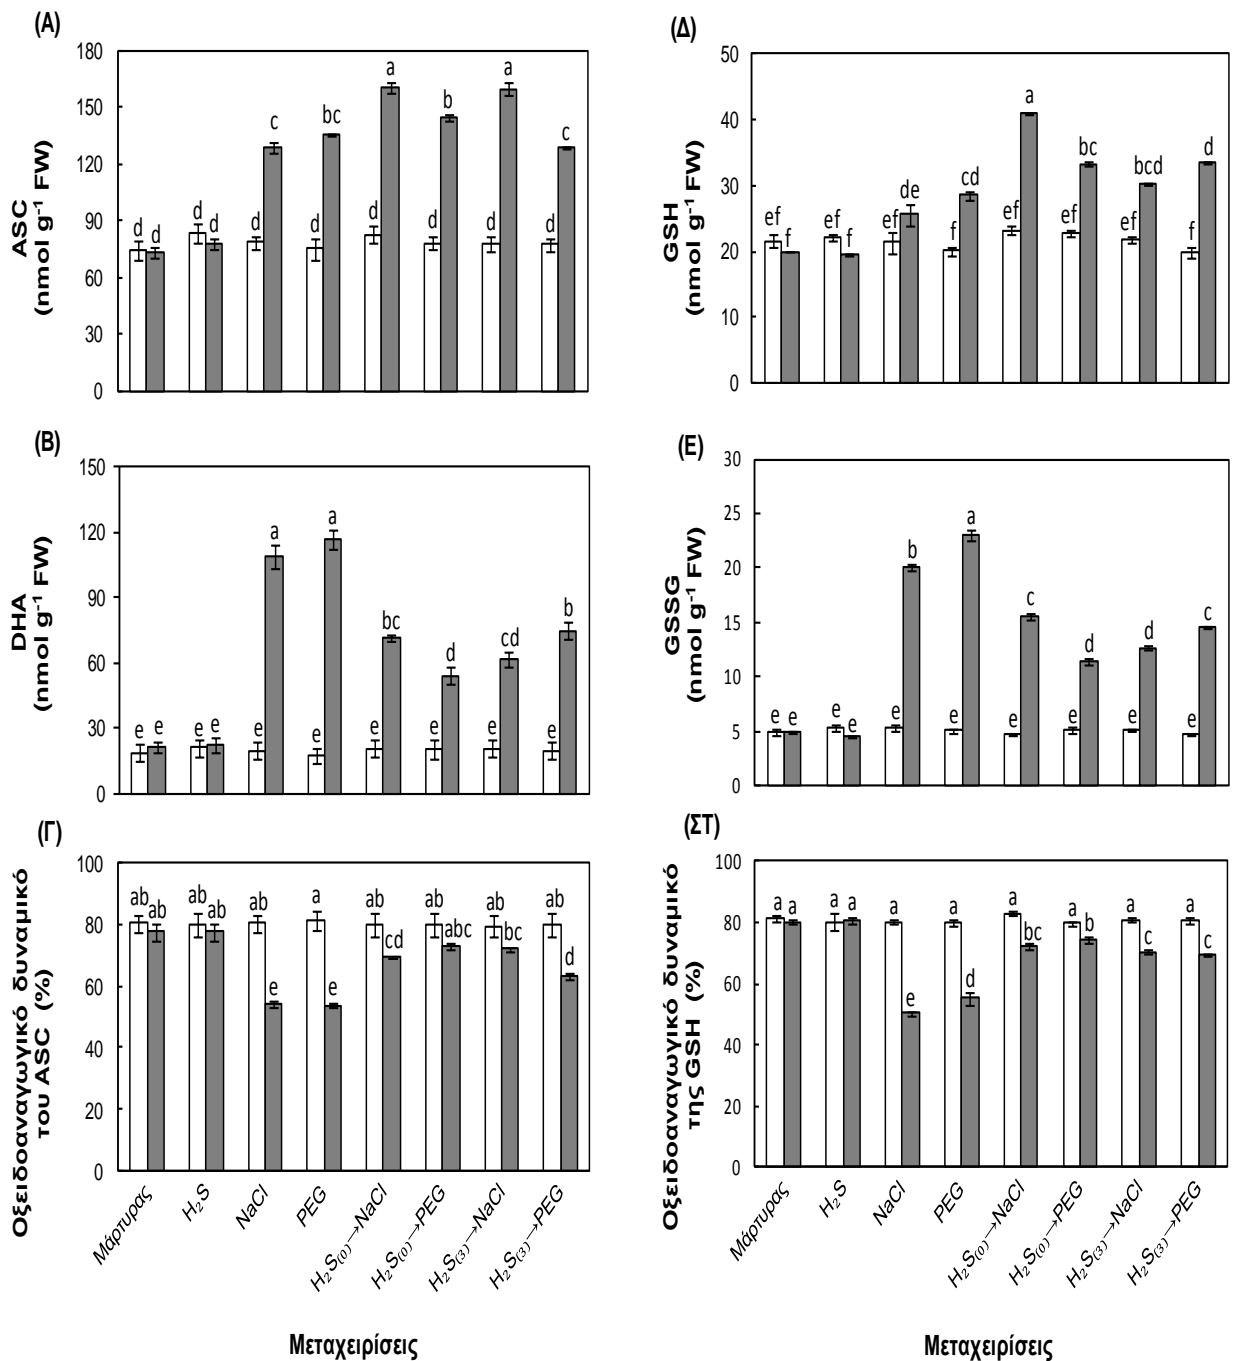 (Α)
180
150
120
90
60
30
0
ASC
(nmol g⁻¹ FW)
d d d d d c d bc d a d b d a d c
(Δ)
50
40
30
20
10
0
GSH
(nmol g⁻¹ FW)
ef f ef f ef de f cd ef a ef bc ef bcd f d
(Β)
150
120
90
60
30
0
DHA
(nmol g⁻¹ FW)
e e e e e a e a e bc e d e cd e b
(Ε)
30
25
20
15
10
5
0
GSSG
(nmol g⁻¹ FW)
e e e e e b e a e c e d e d e c
(Γ)
100
80
60
40
20
0
Οξειδοαναγωγικό δυναμικό
του ASC (%)
ab ab ab ab ab e a e ab cd ab abc ab bc ab d
Μάρτυρας
H₂S
NaCl
PEG
H₂S₍₀₎→NaCl
H₂S₍₀₎→PEG
H₂S₍₃₎→NaCl
H₂S₍₃₎→PEG
Μεταχειρίσεις
(ΣΤ)
100
80
60
40
20
0
Οξειδοαναγωγικό δυναμικό
της GSH (%)
a a a a a e a d a bc a b a c a c
Μάρτυρας
H₂S
NaCl
PEG
H₂S₍₀₎→NaCl
H₂S₍₀₎→PEG
H₂S₍₃₎→NaCl
H₂S₍₃₎→PEG
Μεταχειρίσεις